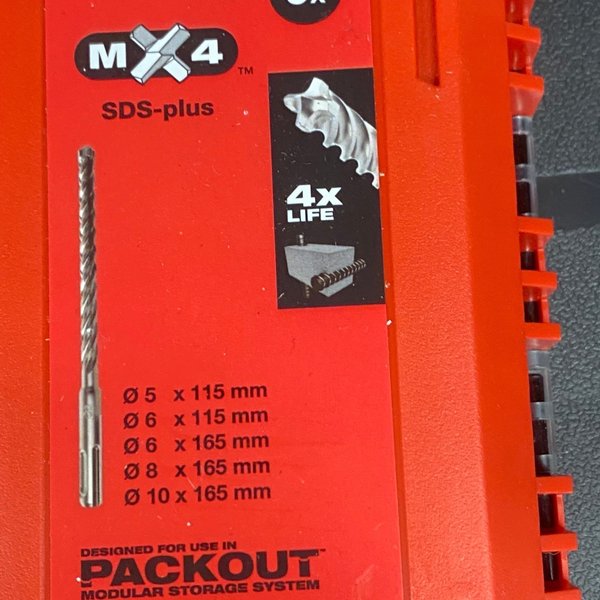 MX4™
SDS-plus
4x
LIFE
Ø 5 x 115 mm
Ø 6 x 115 mm
Ø 6 x 165 mm
Ø 8 x 165 mm
Ø 10 x 165 mm
DESIGNED FOR USE IN
PACKOUT™
MODULAR STORAGE SYSTEM